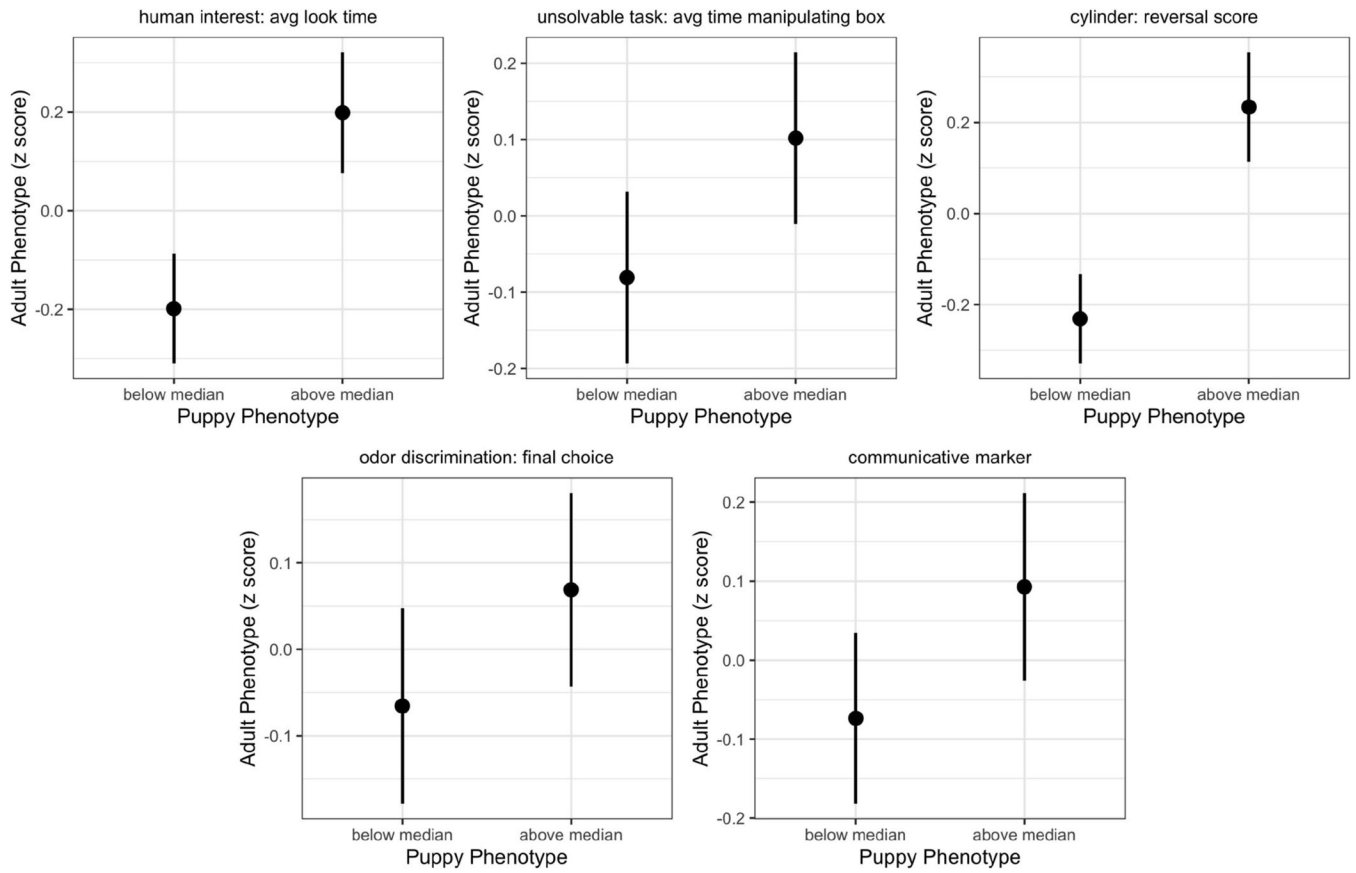 human interest: avg look time
Adult Phenotype (z score)
0.2
0.0
-0.2
below median above median
Puppy Phenotype
unsolvable task: avg time manipulating box
Adult Phenotype (z score)
0.2
0.1
0.0
-0.1
-0.2
below median above median
Puppy Phenotype
cylinder: reversal score
Adult Phenotype (z score)
0.2
0.0
-0.2
below median above median
Puppy Phenotype
odor discrimination: final choice
Adult Phenotype (z score)
0.1
0.0
-0.1
below median above median
Puppy Phenotype
communicative marker
Adult Phenotype (z score)
0.2
0.1
0.0
-0.1
-0.2
below median above median
Puppy Phenotype